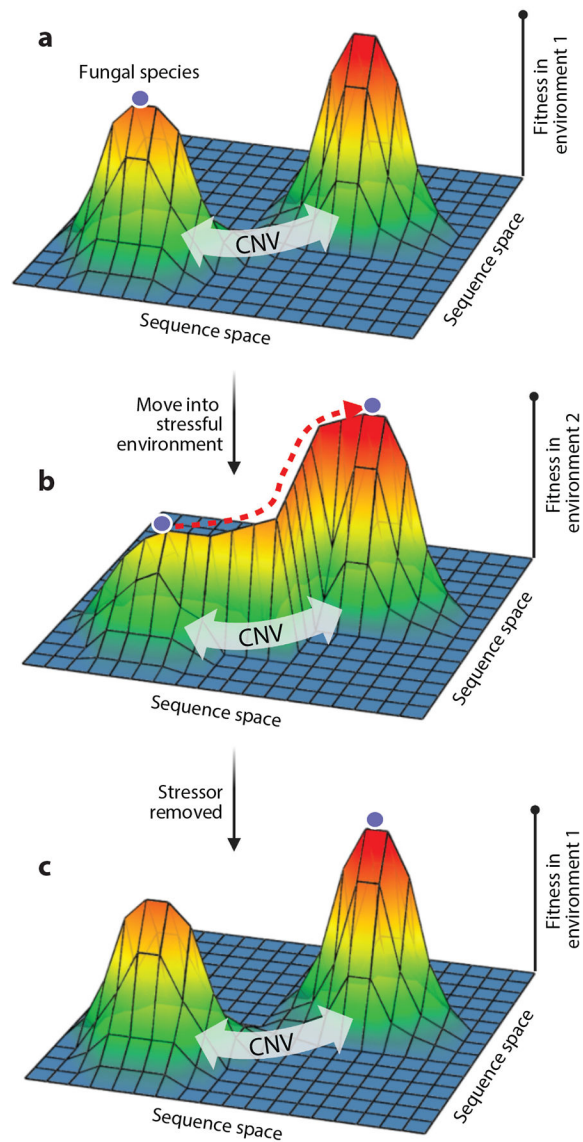 a
Fungal species
Fitness in
environment 1
CNV
Sequence space
Sequence space
Move into
stressful
environment
b
Fitness in
environment 2
CNV
Sequence space
Sequence space
Stressor
removed
c
Fitness in
environment 1
CNV
Sequence space
Sequence space